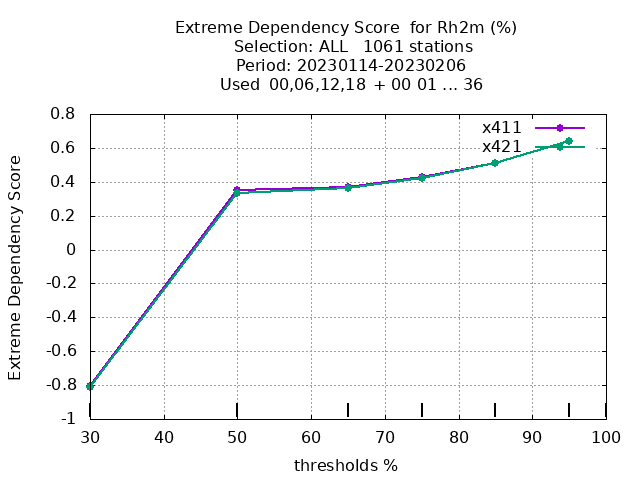 Extreme Dependency Score  for Rh2m (%)
Selection: ALL   1061 stations
Period: 20230114-20230206
Used  00,06,12,18  + 00 01 ... 36
x411
x421
Extreme Dependency Score
0.8
0.6
0.4
0.2
0
-0.2
-0.4
-0.6
-0.8
-1
30 40 50 60 70 80 90 100
thresholds %